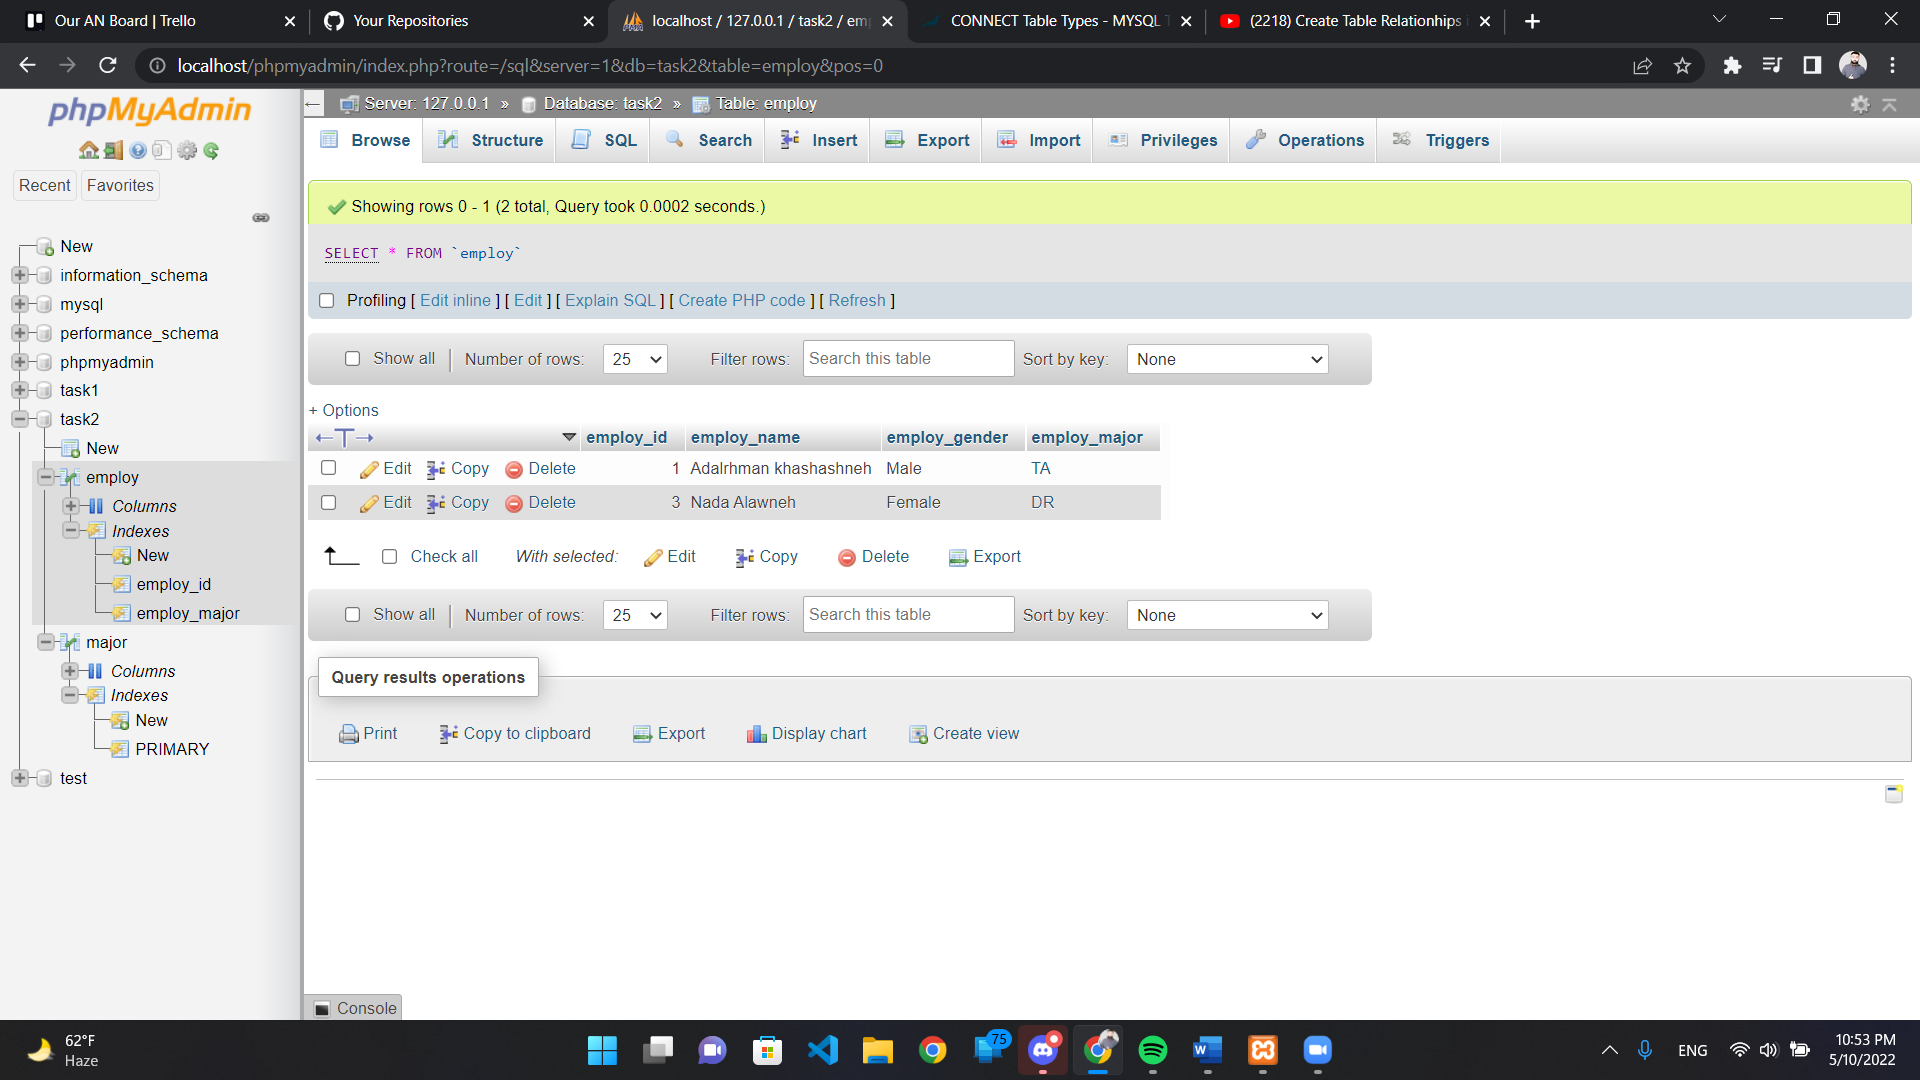 Our AN Board | Trello
Your Repositories
localhost / 127.0.0.1 / task2 / emp
CONNECT Table Types - MYSQL T
(2218) Create Table Relationhips i
localhost/phpmyadmin/index.php?route=/sql&server=1&db=task2&table=employ&pos=0
phpMyAdmin
Recent
Favorites
New
information_schema
mysql
performance_schema
phpmyadmin
task1
task2
New
employ
Columns
Indexes
New
employ_id
employ_major
major
Columns
Indexes
New
PRIMARY
test
Server: 127.0.0.1 » Database: task2 » Table: employ
Browse Structure SQL Search Insert Export Import Privileges Operations Triggers
Showing rows 0 - 1 (2 total, Query took 0.0002 seconds.)
SELECT * FROM `employ`
Profiling [ Edit inline ] [ Edit ] [ Explain SQL ] [ Create PHP code ] [ Refresh ]
Show all | Number of rows: 25 Filter rows: Search this table Sort by key: None
+ Options
←T→ employ_id employ_name employ_gender employ_major
Edit Copy Delete 1 Adalrhman khashashneh Male TA
Edit Copy Delete 3 Nada Alawneh Female DR
Check all With selected: Edit Copy Delete Export
Show all | Number of rows: 25 Filter rows: Search this table Sort by key: None
Query results operations
Print Copy to clipboard Export Display chart Create view
Console
62°F
Haze
75
ENG
10:53 PM
5/10/2022